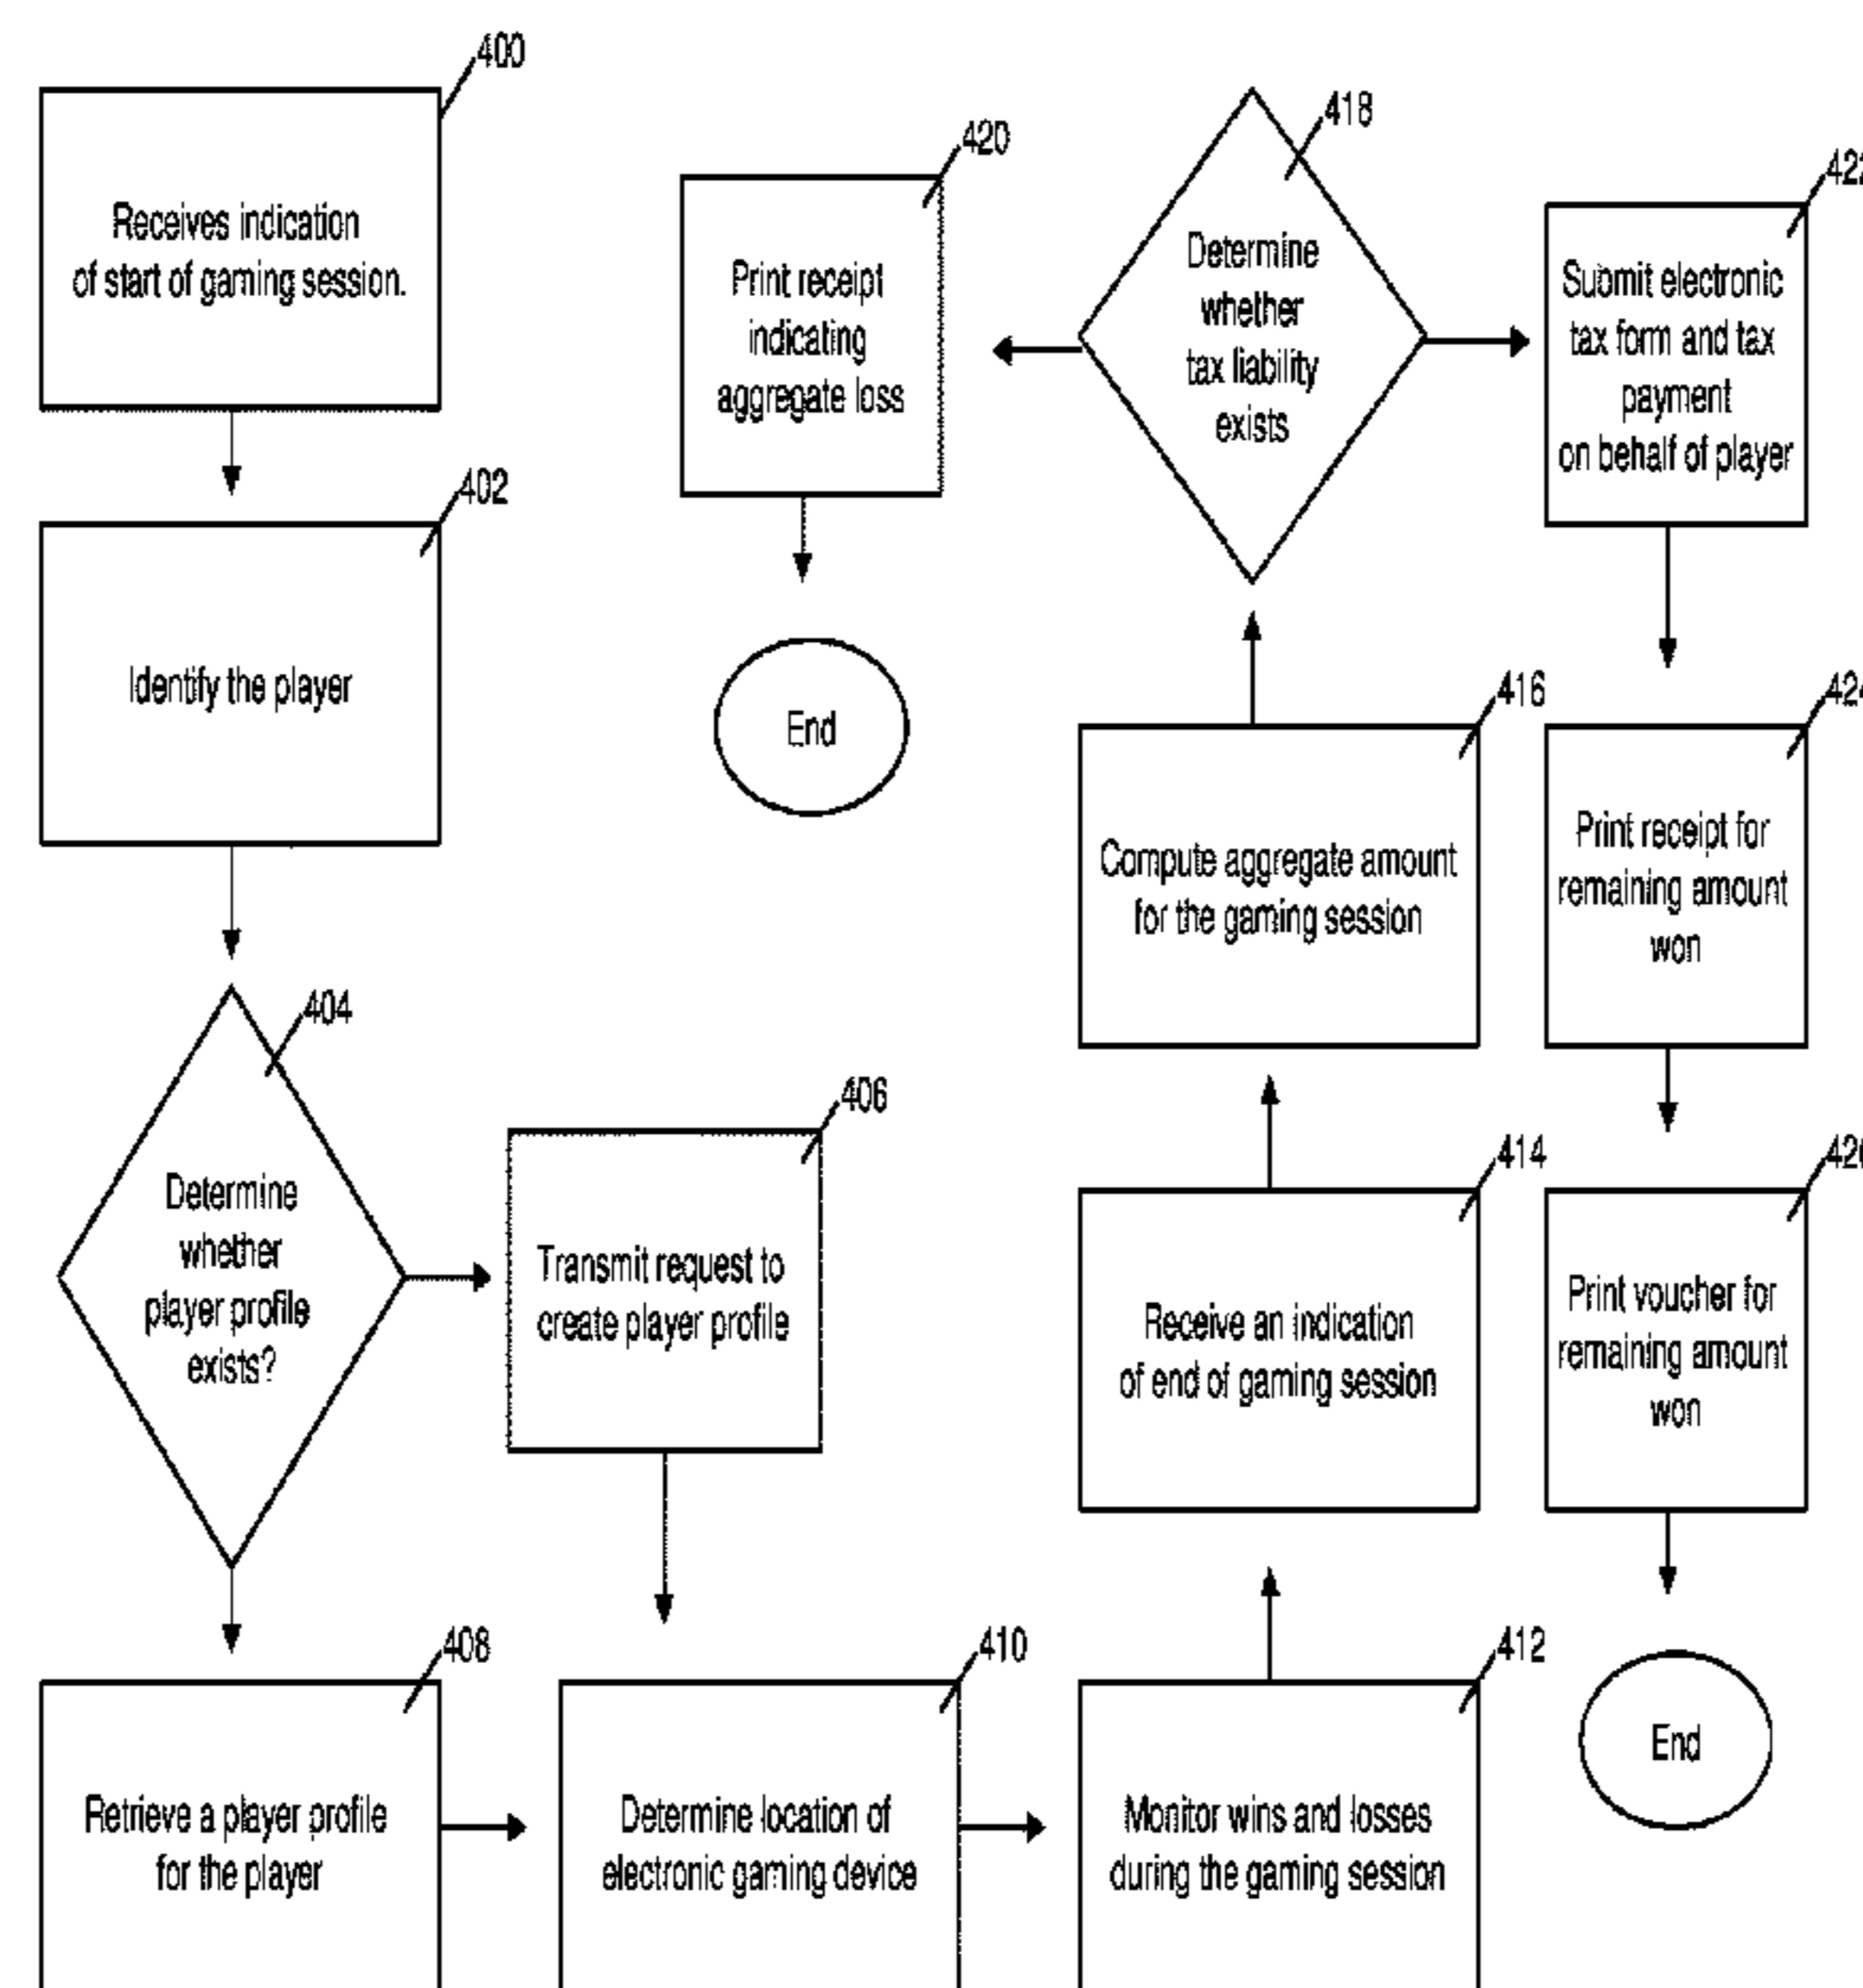 400
Receives indication
of start of gaming session.
402
Identify the player
404
Determine
whether
player profile
exists?
406
Transmit request to
create player profile
408
Retrieve a player profile
for the player
410
Determine location of
electronic gaming device
412
Monitor wins and losses
during the gaming session
414
Receive an indication
of end of gaming session
416
Compute aggregate amount
for the gaming session
418
Determine
whether
tax liability
exists
420
Print receipt
indicating
aggregate loss
End
422
Submit electronic
tax form and tax
payment
on behalf of player
424
Print receipt for
remaining amount
won
426
Print voucher for
remaining amount
won
End